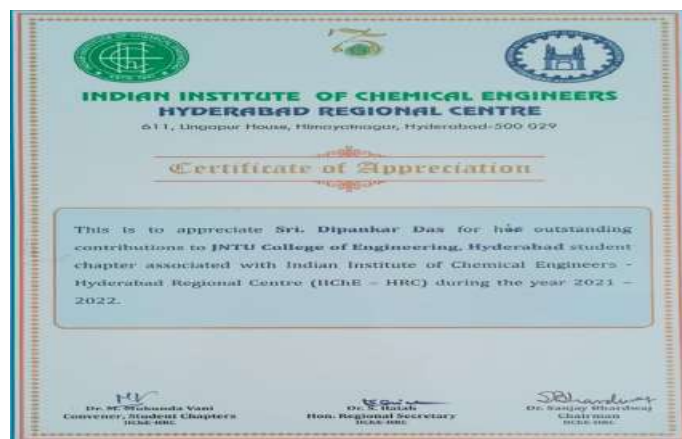 INDIAN INSTITUTE OF CHEMICAL ENGINEERS
HYDERABAD REGIONAL CENTRE
611, Lingapur House, Himayatnagar, Hyderabad-500 029
Certificate of Appreciation
This is to appreciate Sri. Dipankar Das for his outstanding
contributions to JNTU College of Engineering, Hyderabad student
chapter associated with Indian Institute of Chemical Engineers -
Hyderabad Regional Centre (IIChE – HRC) during the year 2021 –
2022.
Dr. M. Mukunda Vani
Convener, Student Chapters
IIChE-HRC
Dr. S. Ilaiah
Hon. Regional Secretary
IIChE-HRC
Dr. Sanjay Bhardwaj
Chairman
IIChE-HRC